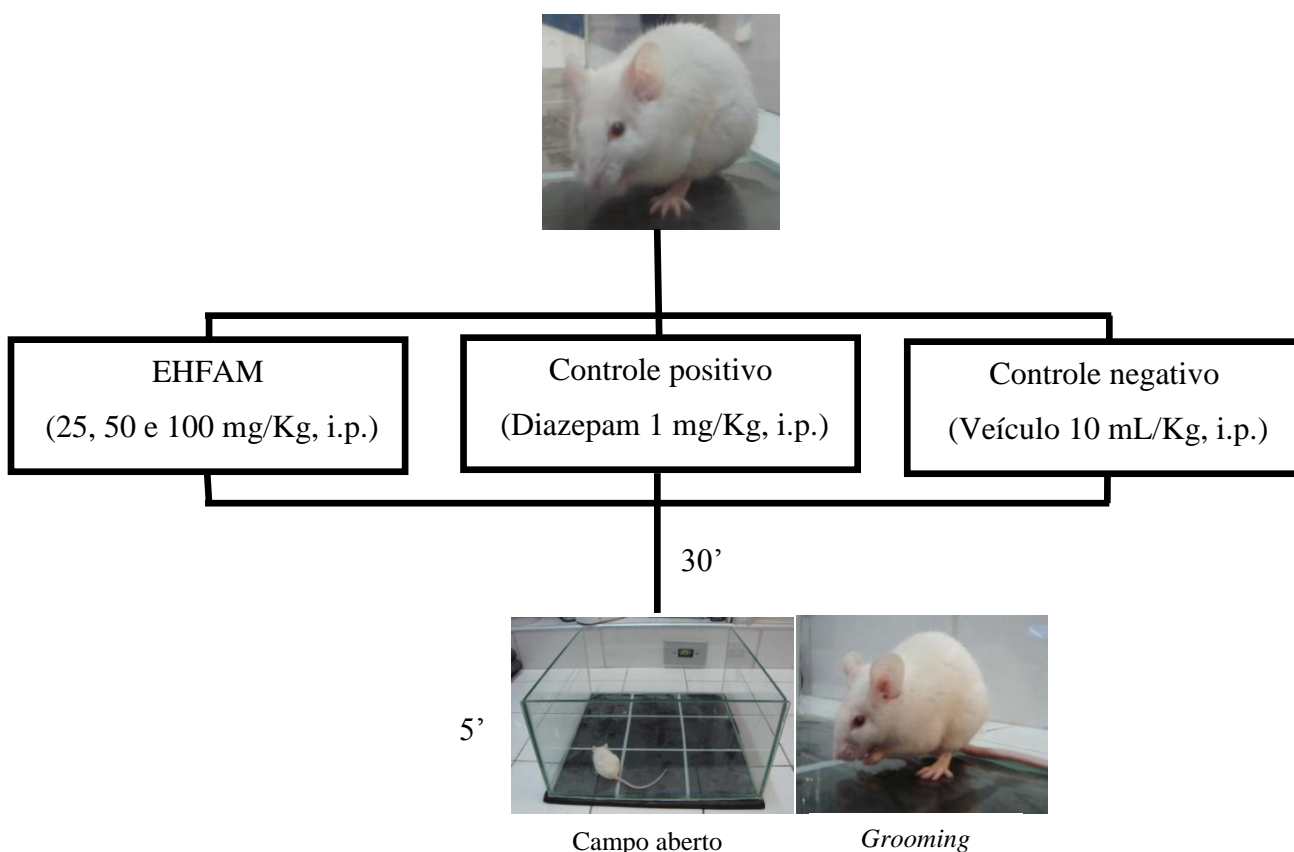 EHFAM
(25, 50 e 100 mg/Kg, i.p.)
Controle positivo
(Diazepam 1 mg/Kg, i.p.)
Controle negativo
(Veículo 10 mL/Kg, i.p.)
30’
5’
Campo aberto
Grooming